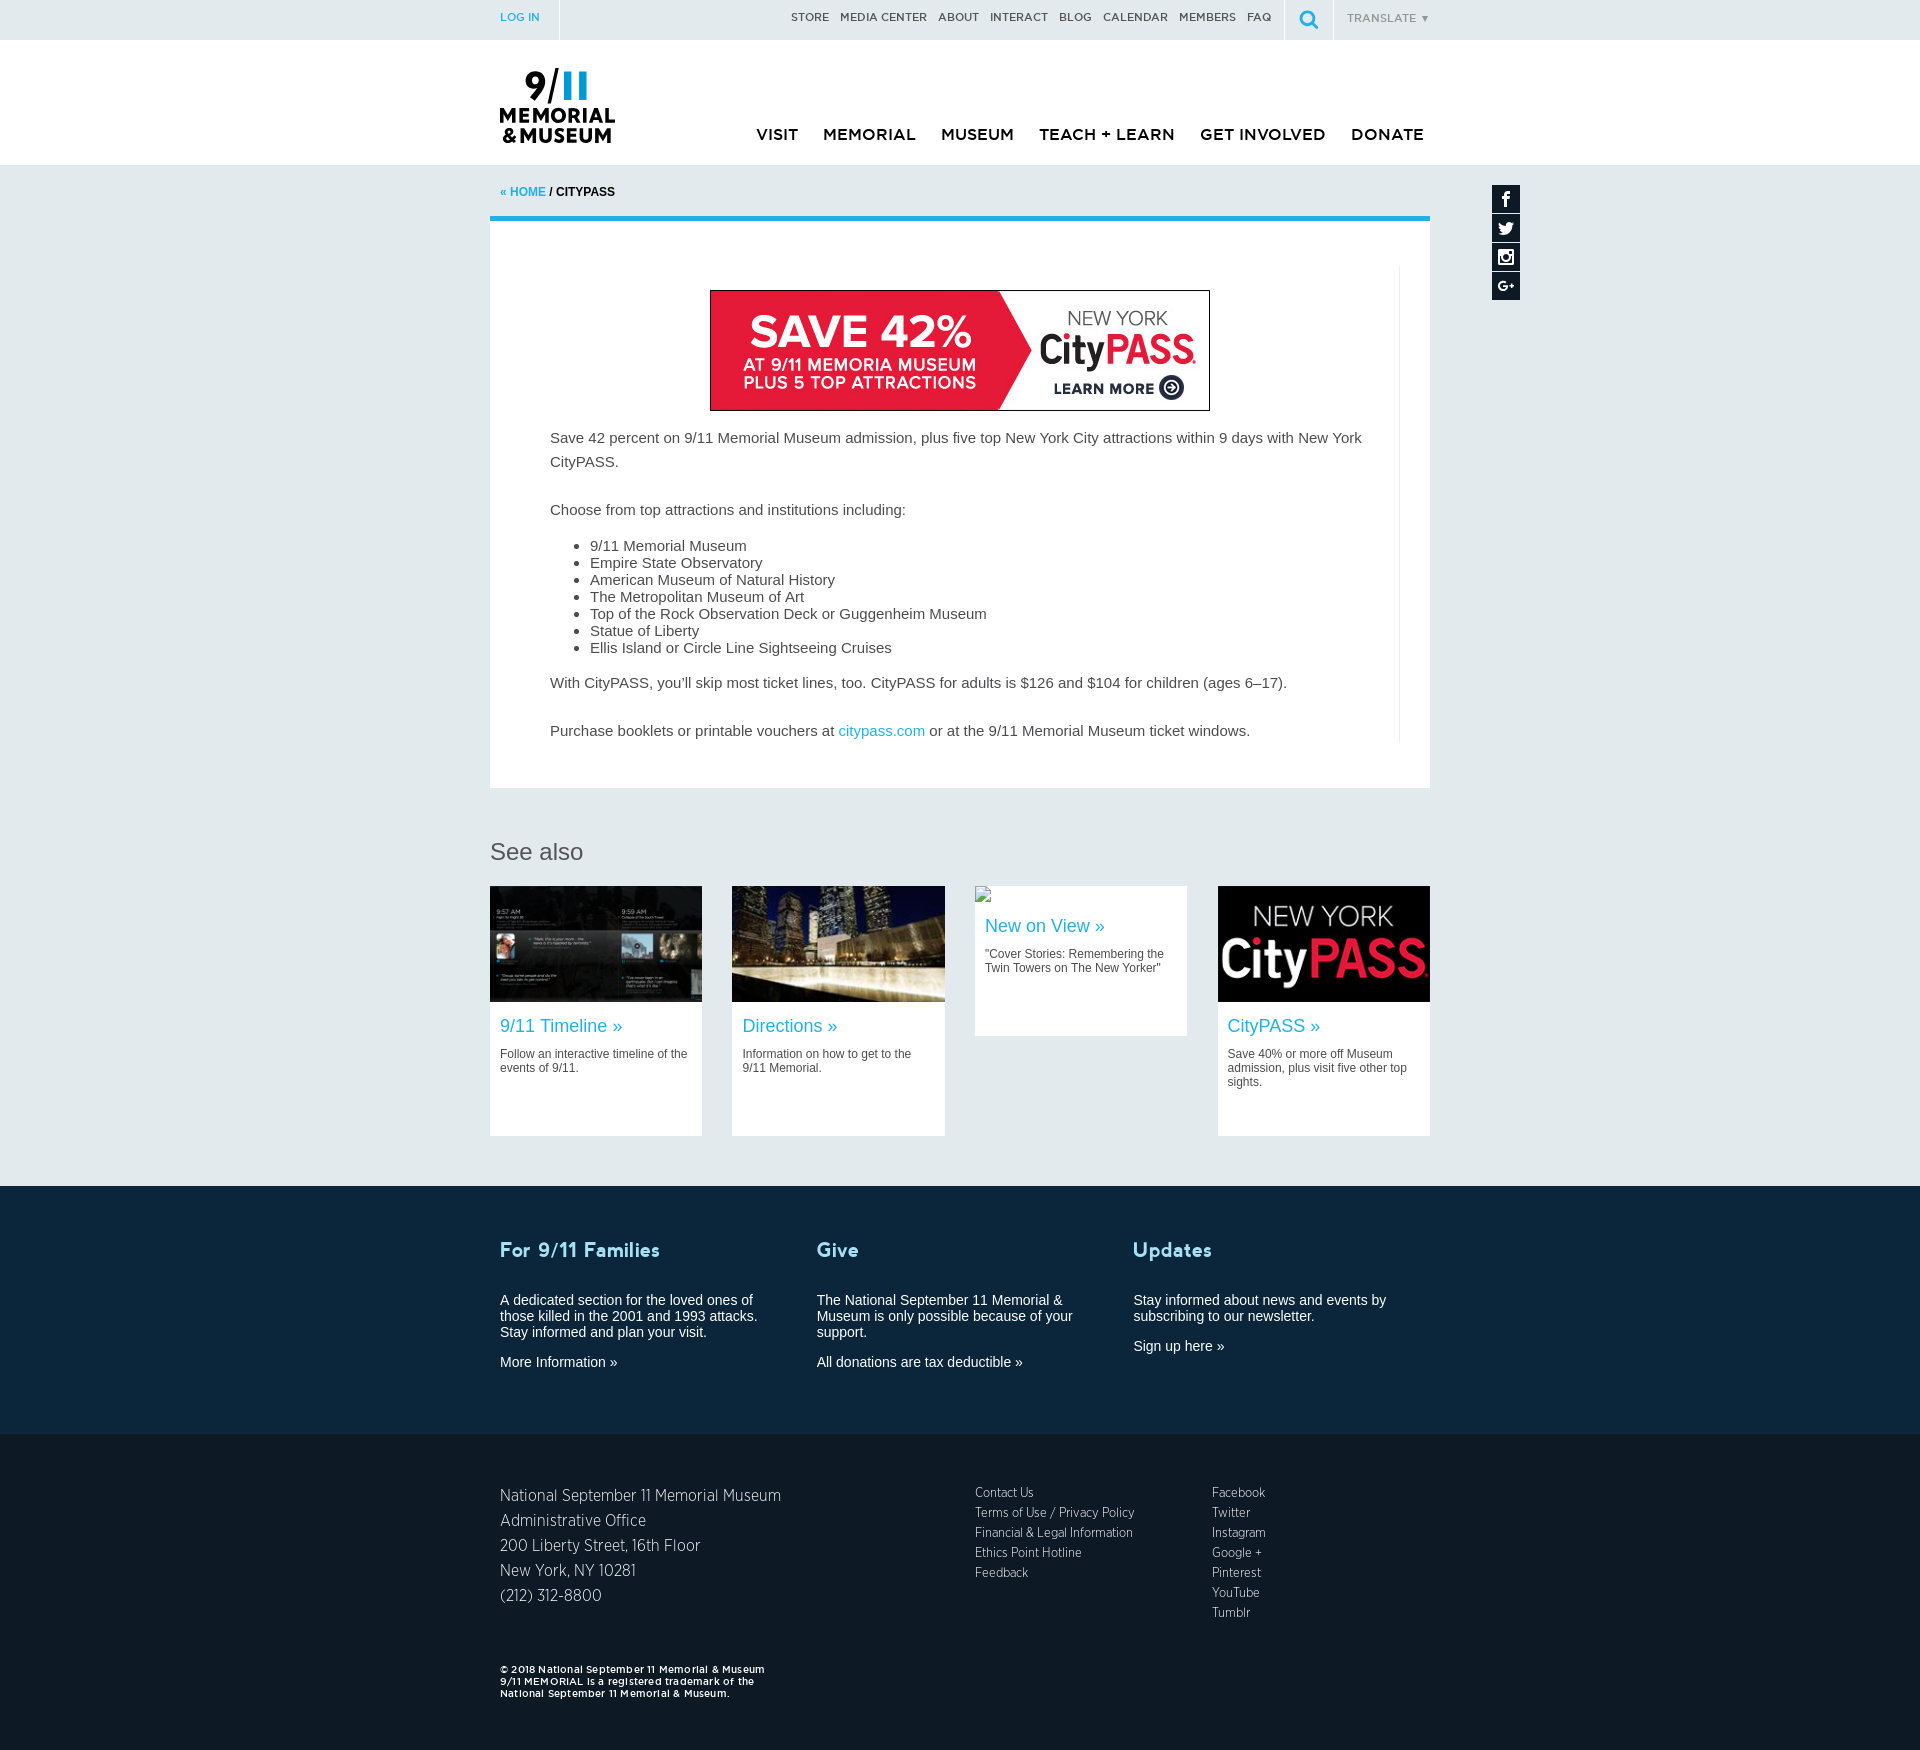 LOG IN
STORE MEDIA CENTER ABOUT INTERACT BLOG CALENDAR MEMBERS FAQ
TRANSLATE ▼
9/11
MEMORIAL
& MUSEUM
VISIT MEMORIAL MUSEUM TEACH + LEARN GET INVOLVED DONATE
« HOME / CITYPASS
SAVE 42%
AT 9/11 MEMORIA MUSEUM
PLUS 5 TOP ATTRACTIONS
NEW YORK
CityPASS
LEARN MORE
Save 42 percent on 9/11 Memorial Museum admission, plus five top New York City attractions within 9 days with New York
CityPASS.
Choose from top attractions and institutions including:
• 9/11 Memorial Museum
• Empire State Observatory
• American Museum of Natural History
• The Metropolitan Museum of Art
• Top of the Rock Observation Deck or Guggenheim Museum
• Statue of Liberty
• Ellis Island or Circle Line Sightseeing Cruises
With CityPASS, you’ll skip most ticket lines, too. CityPASS for adults is $126 and $104 for children (ages 6–17).
Purchase booklets or printable vouchers at citypass.com or at the 9/11 Memorial Museum ticket windows.
See also
9:57 AM
9:59 AM
9/11 Timeline »
Follow an interactive timeline of the
events of 9/11.
Directions »
Information on how to get to the
9/11 Memorial.
New on View »
"Cover Stories: Remembering the
Twin Towers on The New Yorker"
NEW YORK
CityPASS
CityPASS »
Save 40% or more off Museum
admission, plus visit five other top
sights.
For 9/11 Families
A dedicated section for the loved ones of
those killed in the 2001 and 1993 attacks.
Stay informed and plan your visit.
More Information »
Give
The National September 11 Memorial &
Museum is only possible because of your
support.
All donations are tax deductible »
Updates
Stay informed about news and events by
subscribing to our newsletter.
Sign up here »
National September 11 Memorial Museum
Administrative Office
200 Liberty Street, 16th Floor
New York, NY 10281
(212) 312-8800
Contact Us
Terms of Use / Privacy Policy
Financial & Legal Information
Ethics Point Hotline
Feedback
Facebook
Twitter
Instagram
Google +
Pinterest
YouTube
Tumblr
© 2018 National September 11 Memorial & Museum
9/11 MEMORIAL is a registered trademark of the
National September 11 Memorial & Museum.